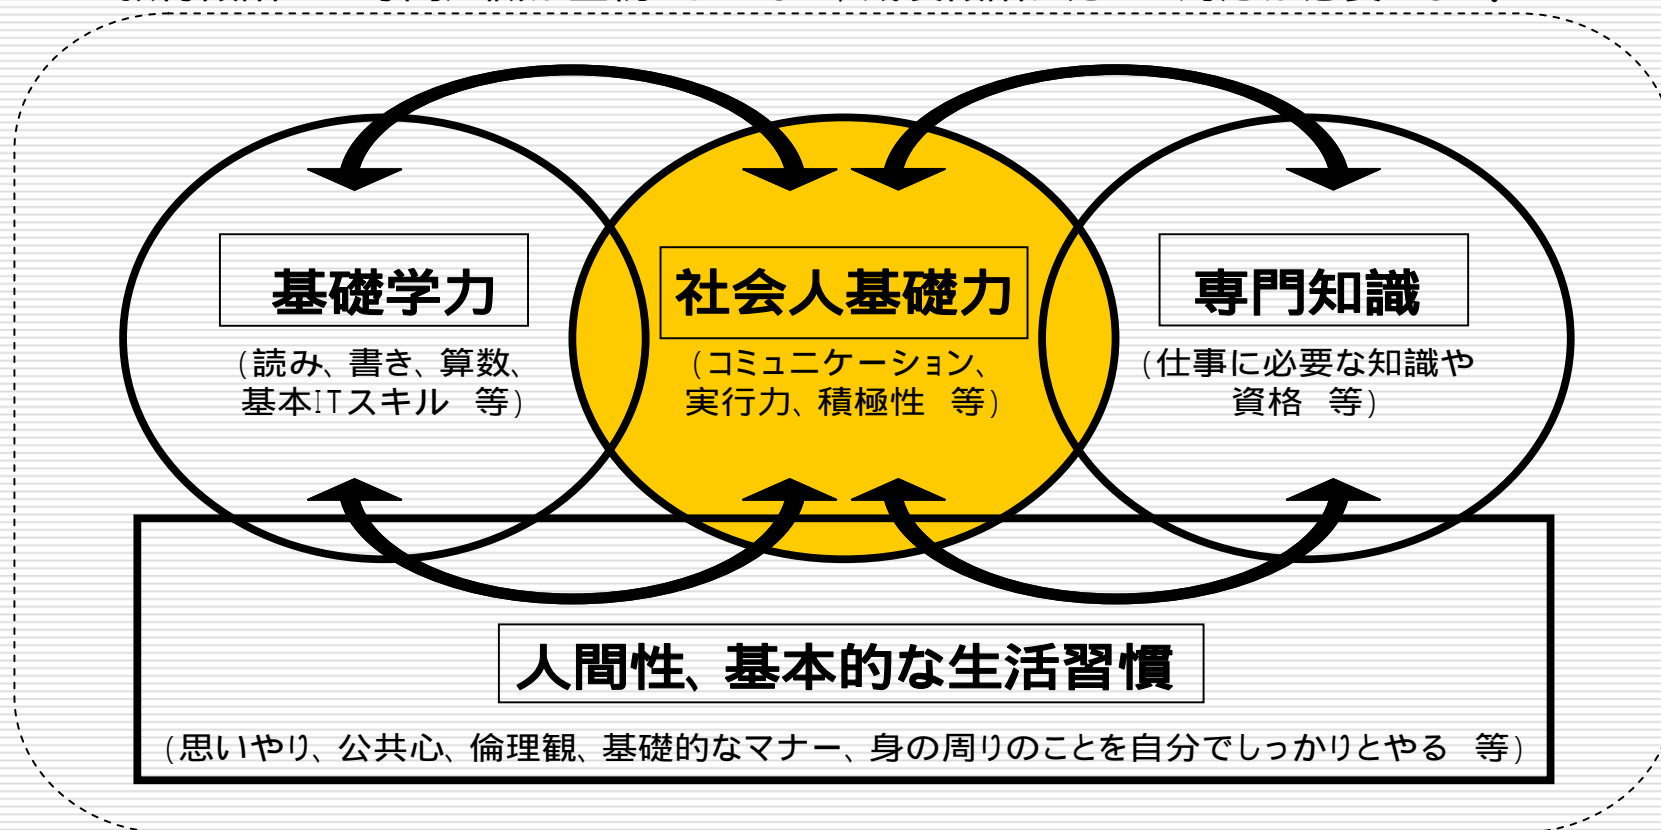 基礎学力
(読み、書き、算数、
基本ITスキル 等)
社会人基礎力
(コミュニケーション、
実行力、積極性 等)
専門知識
(仕事に必要な知識や
資格 等)
人間性、基本的な生活習慣
(思いやり、公共心、倫理観、基礎的なマナー、身の周りのことを自分でしっかりとやる 等)